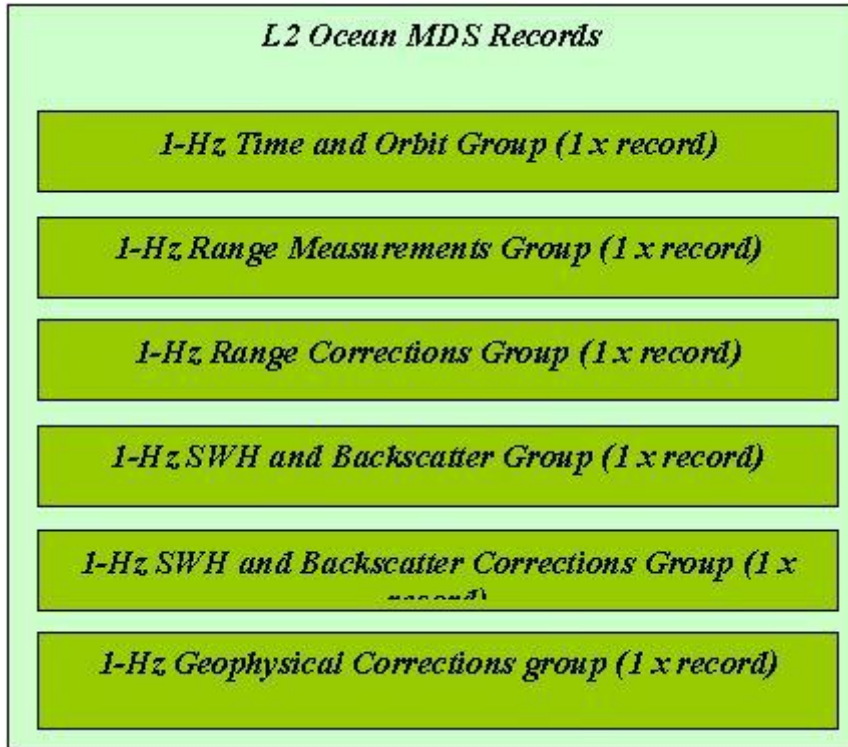 L2 Ocean MDS Records
1-Hz Time and Orbit Group (1 x record)
1-Hz Range Measurements Group (1 x record)
1-Hz Range Corrections Group (1 x record)
1-Hz SWH and Backscatter Group (1 x record)
1-Hz SWH and Backscatter Corrections Group (1 x
record)
1-Hz Geophysical Corrections group (1 x record)